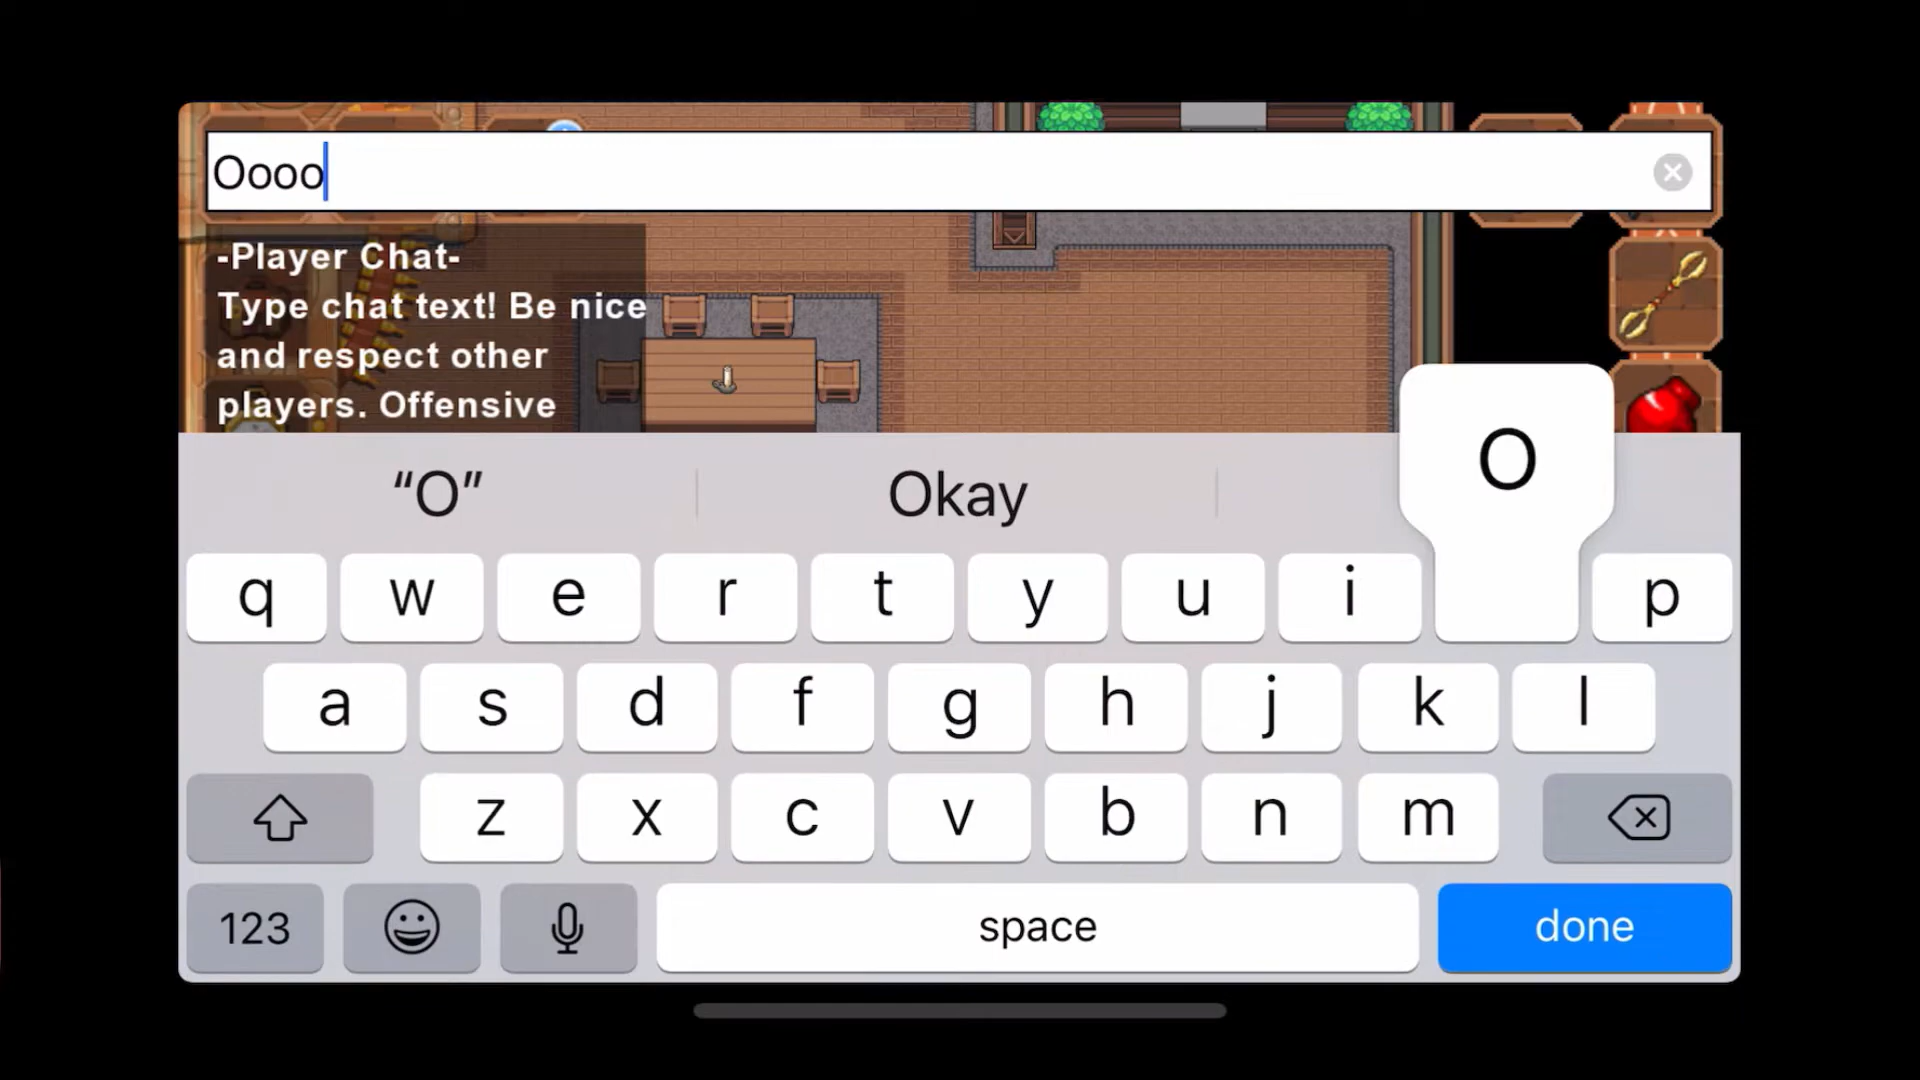 Oooo
-Player Chat-
Type chat text! Be nice
and respect other
players. Offensive
“O” Okay
O
q w e r t y u i p
a s d f g h j k l
z x c v b n m
123 space done